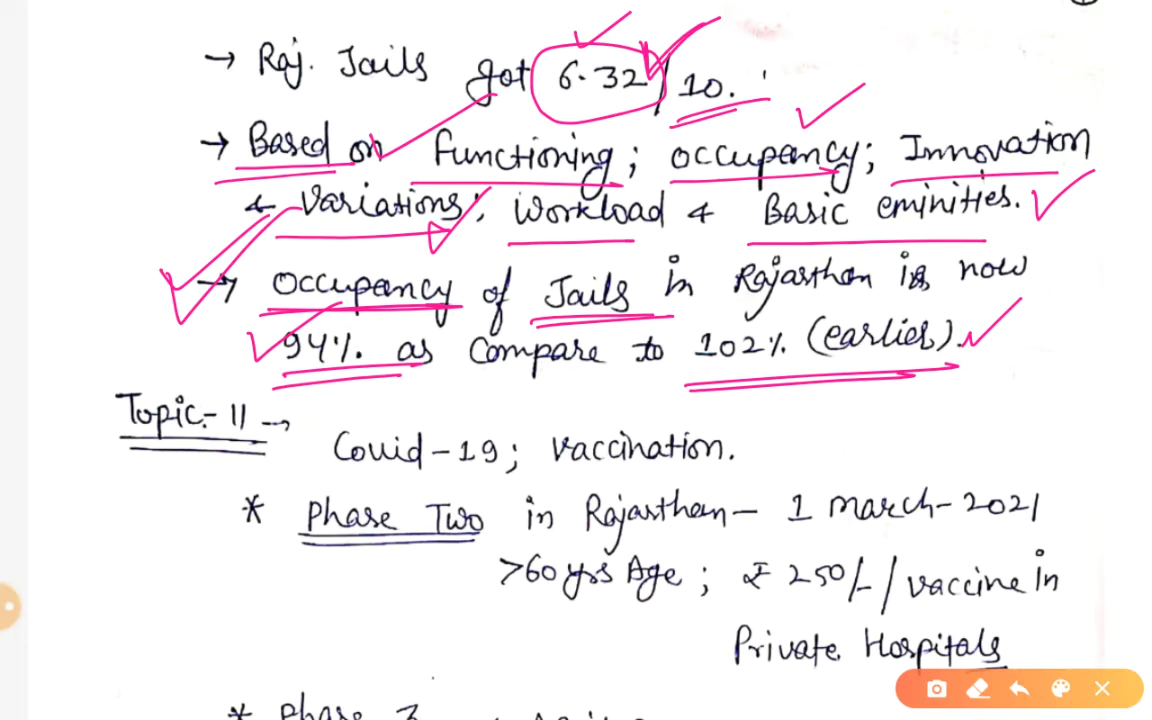 → Raj. Jails got 6.32/10.
→ Based on functioning; occupancy; Innovation
& variations; Workload & Basic eminities.
→ Occupancy of Jails in Rajasthan is now
94% as Compare to 102% (earlier).
Topic-11 →
Covid-19; vaccination.
* Phase Two in Rajasthan- 1 march-2021
>60 yrs Age; ₹ 250/-/vaccine in
Private Hospitals
* Phase 3